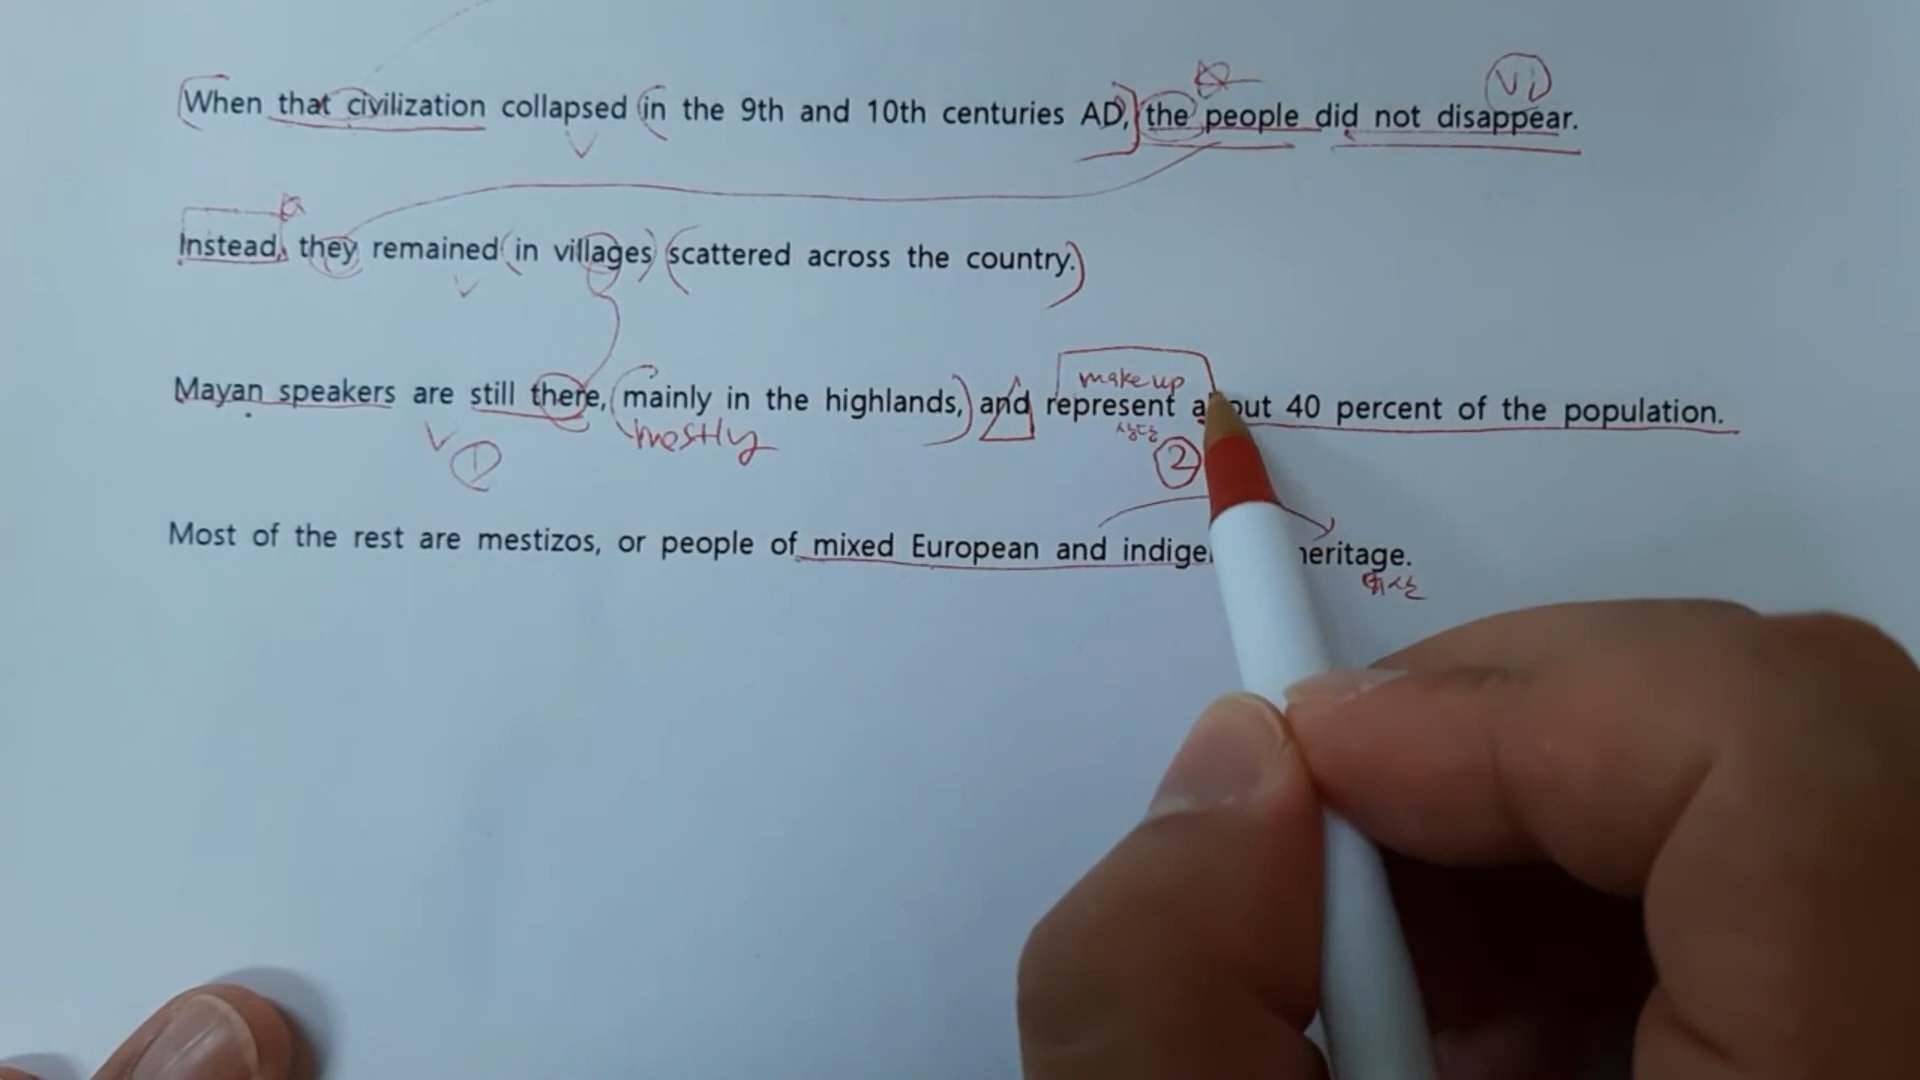 Vi
When that civilization collapsed in the 9th and 10th centuries AD, the people did not disappear.
Instead, they remained in villages scattered across the country.
make up
Mayan speakers are still there, mainly in the highlands, and represent about 40 percent of the population.
mostly
①
②
Most of the rest are mestizos, or people of mixed European and heritage.